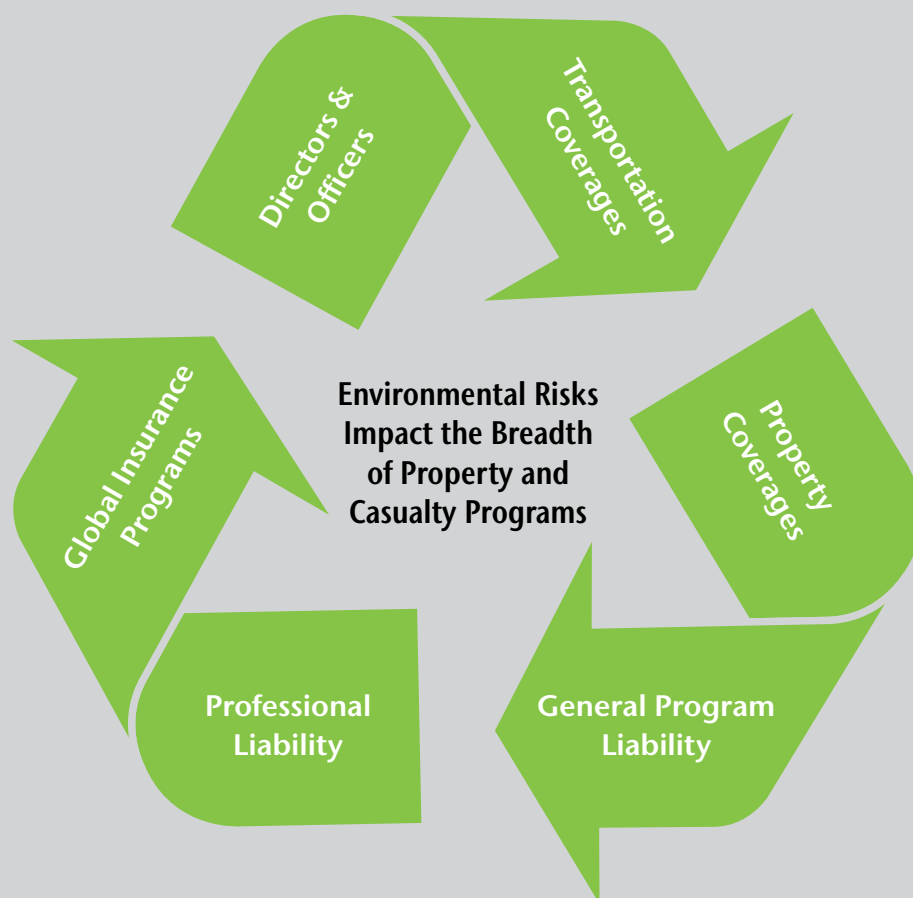 Directors &
Officers
Transportation
Coverages
Property
Coverages
General Program
Liability
Professional
Liability
Global Insurance
Programs
Environmental Risks
Impact the Breadth
of Property and
Casualty Programs